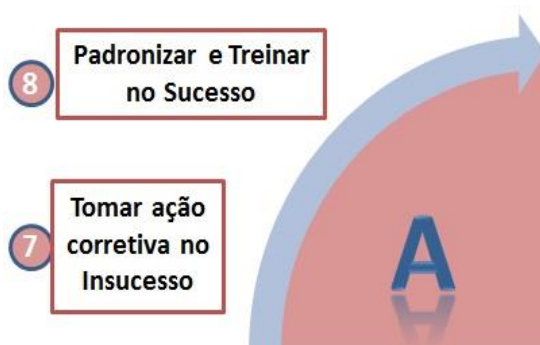 8
Padronizar e Treinar
no Sucesso
7
Tomar ação
corretiva no
Insucesso
A